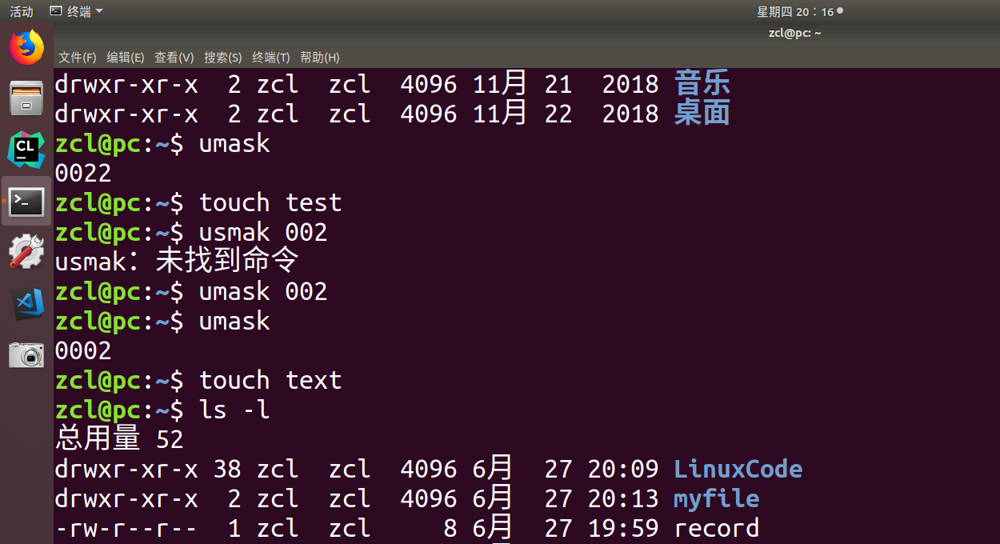 活动 终端 星期四 20：16
zcl@pc: ~
文件(F) 编辑(E) 查看(V) 搜索(S) 终端(T) 帮助(H)
drwxr-xr-x  2 zcl  zcl  4096 11月 21  2018 音乐
drwxr-xr-x  2 zcl  zcl  4096 11月 22  2018 桌面
zcl@pc:~$ umask
0022
zcl@pc:~$ touch test
zcl@pc:~$ usmak 002
usmak：未找到命令
zcl@pc:~$ umask 002
zcl@pc:~$ umask
0002
zcl@pc:~$ touch text
zcl@pc:~$ ls -l
总用量 52
drwxr-xr-x 38 zcl  zcl  4096 6月  27 20:09 LinuxCode
drwxr-xr-x  2 zcl  zcl  4096 6月  27 20:13 myfile
-rw-r--r--  1 zcl  zcl     8 6月  27 19:59 record
CL